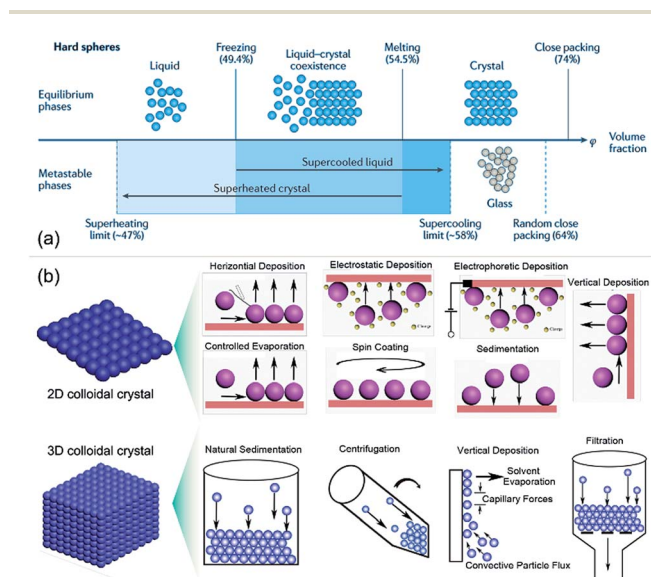 Hard spheres
Freezing
(49.4%)
Liquid–crystal
coexistence
Melting
(54.5%)
Close packing
(74%)
Liquid
Crystal
Equilibrium
phases
φ
Volume
fraction
Metastable
phases
Supercooled liquid
Superheated crystal
Glass
Superheating
limit (~47%)
Supercooling
limit (~58%)
Random close
packing (64%)
(a)
(b)
Horizontial Deposition
Electrostatic Deposition
Electrophoretic Deposition
Vertical Deposition
Controlled Evaporation
Spin Coating
Sedimentation
2D colloidal crystal
3D colloidal crystal
Natural Sedimentation
Centrifugation
Vertical Deposition
Filtration
Solvent
Evaporation
Capillary Forces
Convective Particle Flux